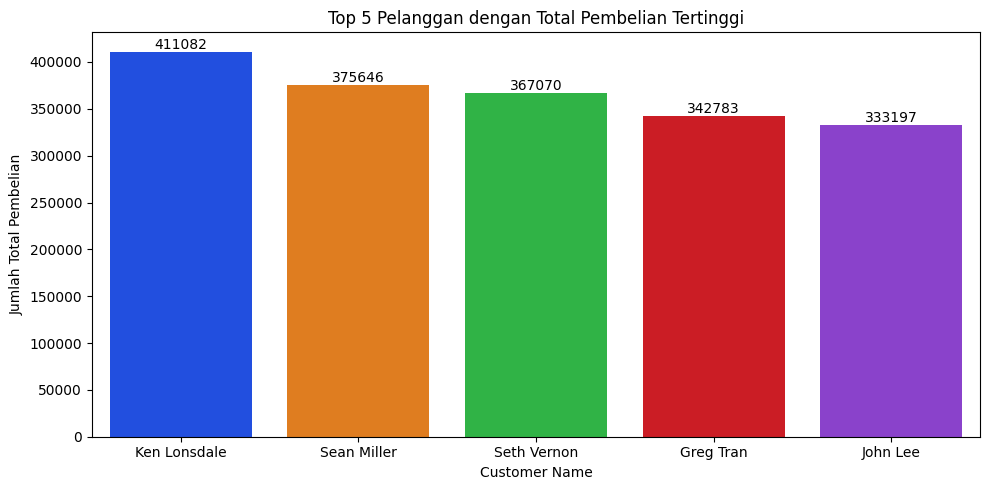 Top 5 Pelanggan dengan Total Pembelian Tertinggi
Jumlah Total Pembelian
400000
350000
300000
250000
200000
150000
100000
50000
0
411082
375646
367070
342783
333197
Ken Lonsdale
Sean Miller
Seth Vernon
Greg Tran
John Lee
Customer Name